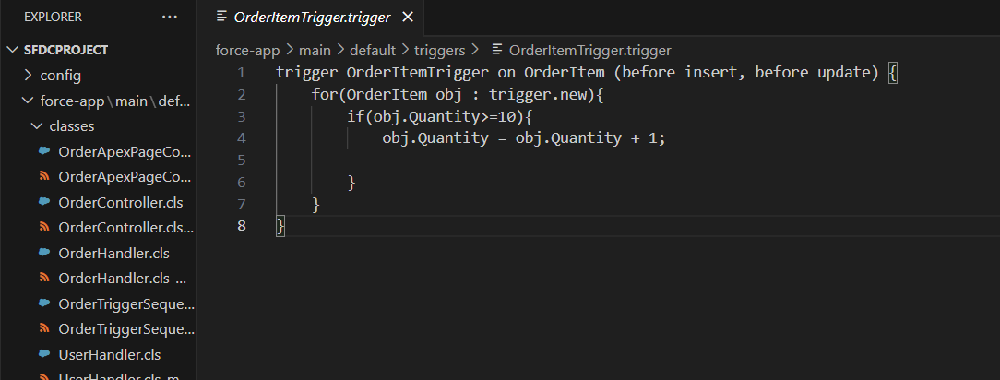 EXPLORER ···
SFDCPROJECT
config
force-app\main\def...
classes
OrderApexPageCo...
OrderApexPageCo...
OrderController.cls
OrderController.cls...
OrderHandler.cls
OrderHandler.cls-...
OrderTriggerSeque...
OrderTriggerSeque...
UserHandler.cls
UserHandler.cls-m...
OrderItemTrigger.trigger
force-app > main > default > triggers > OrderItemTrigger.trigger
1 trigger OrderItemTrigger on OrderItem (before insert, before update) {
2 for(OrderItem obj : trigger.new){
3 if(obj.Quantity>=10){
4 obj.Quantity = obj.Quantity + 1;
5
6 }
7 }
8 }